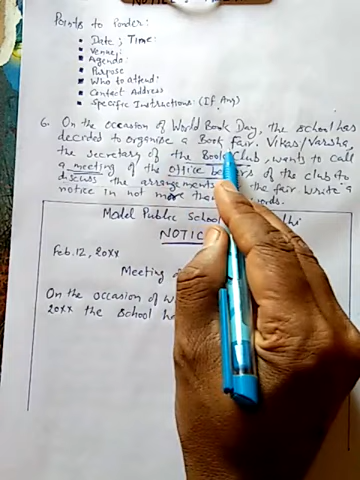 NOTICE
Points to Ponder:
Date; Time:
Venue:
Agenda:
Purpose
Who to attend:
Contact Address
Specific Instructions: (If Any)
6. On the occasion of World Book Day, the school has
decided to organise a Book Fair. Vikas/Varsha,
the secretary of the Book Club, wants to call
a meeting of the office of the club to
discuss the arrangements the fair write a
notice in not more than words.
Model Public School
NOTIC
Feb. 12, 20XX
Meeting
On the occasion of W
20XX the School ha